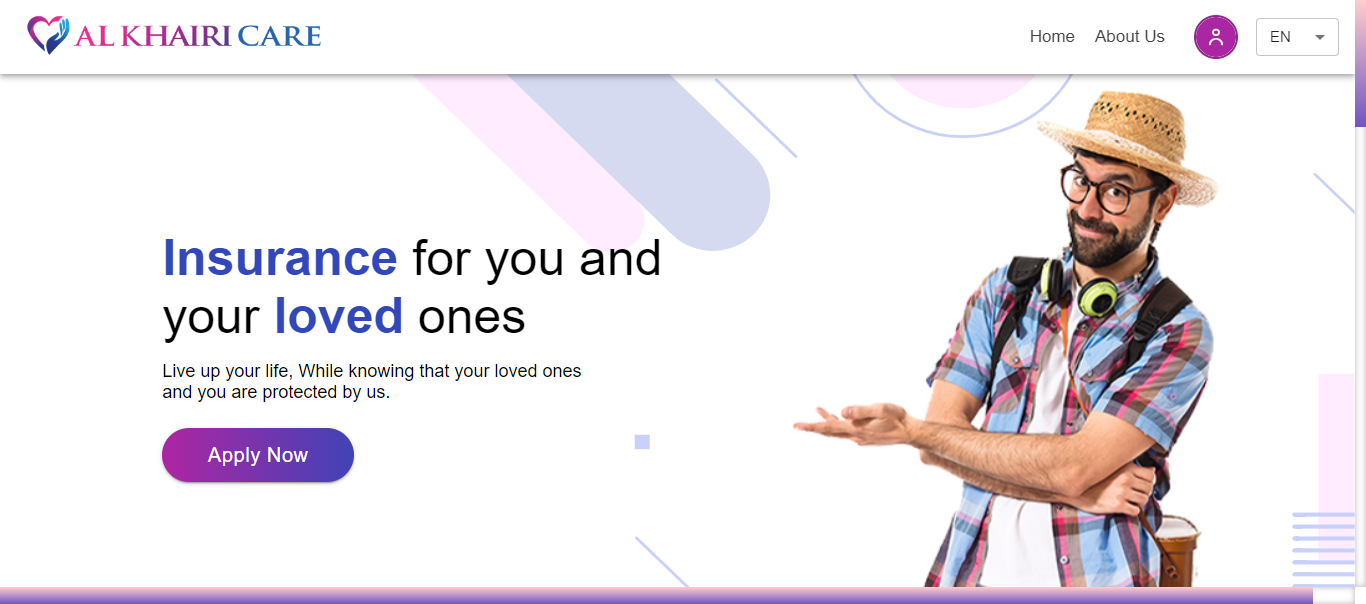 AL KHAIRI CARE
Home
About Us
EN
Insurance for you and
your loved ones
Live up your life, While knowing that your loved ones
and you are protected by us.
Apply Now